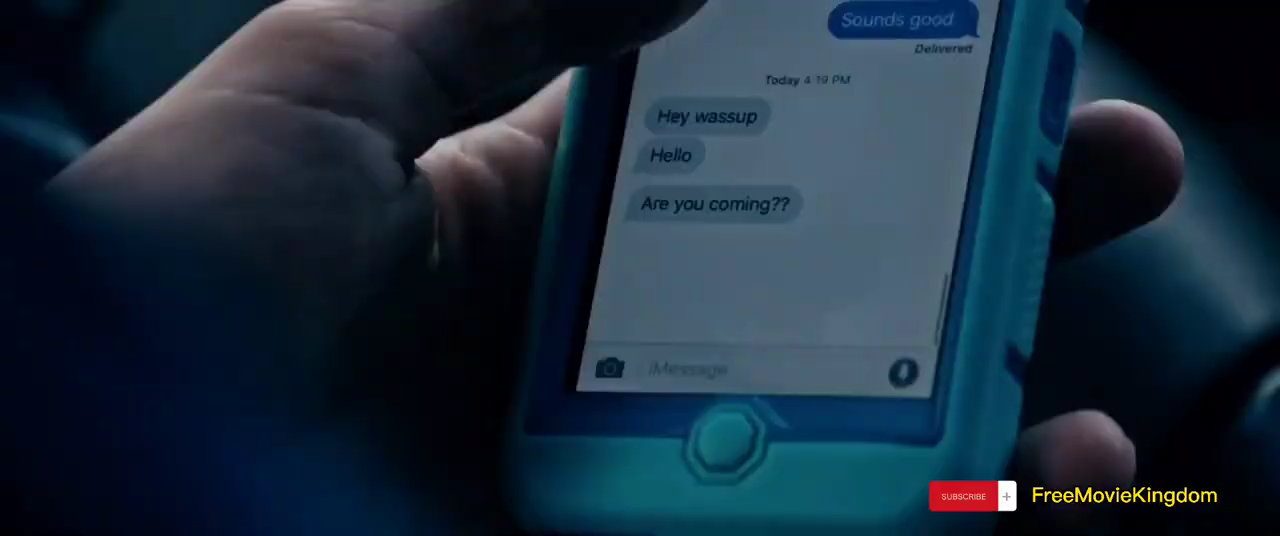 Sounds good
Delivered
Today 4:19 PM
Hey wassup
Hello
Are you coming??
iMessage
SUBSCRIBE +
FreeMovieKingdom